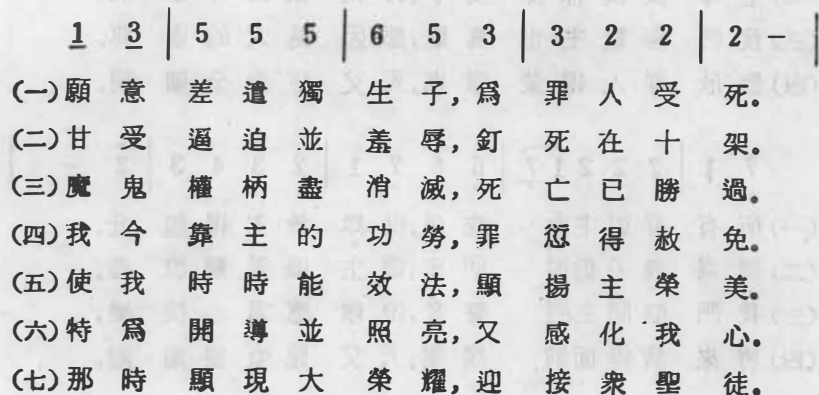 1 3 | 5 5 5 | 6 5 3 | 3 2 2 | 2 － |
(一)願意差遣獨生子，爲罪人受死。
(二)甘受逼迫並羞辱，釘死在十架。
(三)魔鬼權柄盡消滅，死亡已勝過。
(四)我今靠主的功勞，罪愆得赦免。
(五)使我時時能效法，顯揚主榮美。
(六)特爲開導並照亮，又感化我心。
(七)那時顯現大榮耀，迎接衆聖徒。